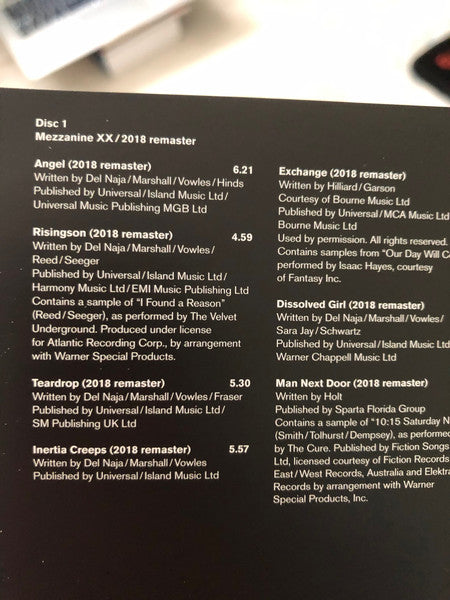 Disc 1
Mezzanine XX/2018 remaster
Angel (2018 remaster) 6.21
Written by Del Naja/Marshall/Vowles/Hinds
Published by Universal/Island Music Ltd/
Universal Music Publishing MGB Ltd
Risingson (2018 remaster) 4.59
Written by Del Naja/Marshall/Vowles/
Reed/Seeger
Published by Universal/Island Music Ltd/
Harmony Music Ltd/EMI Music Publishing Ltd
Contains a sample of “I Found a Reason”
(Reed/Seeger), as performed by The Velvet
Underground. Produced under license
for Atlantic Recording Corp., by arrangement
with Warner Special Products.
Teardrop (2018 remaster) 5.30
Written by Del Naja/Marshall/Vowles/Fraser
Published by Universal/Island Music Ltd/
SM Publishing UK Ltd
Inertia Creeps (2018 remaster) 5.57
Written by Del Naja/Marshall/Vowles
Published by Universal/Island Music Ltd
Exchange (2018 remaster)
Written by Hilliard/Garson
Courtesy of Bourne Music Ltd
Published by Universal/MCA Music Ltd
Bourne Music Ltd
Used by permission. All rights reserved.
Contains samples from “Our Day Will
performed by Isaac Hayes, courtesy
of Fantasy Inc.
Dissolved Girl (2018 remaster)
Written by Del Naja/Marshall/Vowles/
Sara Jay/Schwartz
Published by Universal/Island Music Ltd
Warner Chappell Music Ltd
Man Next Door (2018 remaster)
Written by Holt
Published by Sparta Florida Group
Contains a sample of “10:15 Saturday
(Smith/Tolhurst/Dempsey), as performed
by The Cure. Published by Fiction Songs
Ltd, licensed courtesy of Fiction Records
East/West Records, Australia and Elektra
Records by arrangement with Warner
Special Products, Inc.